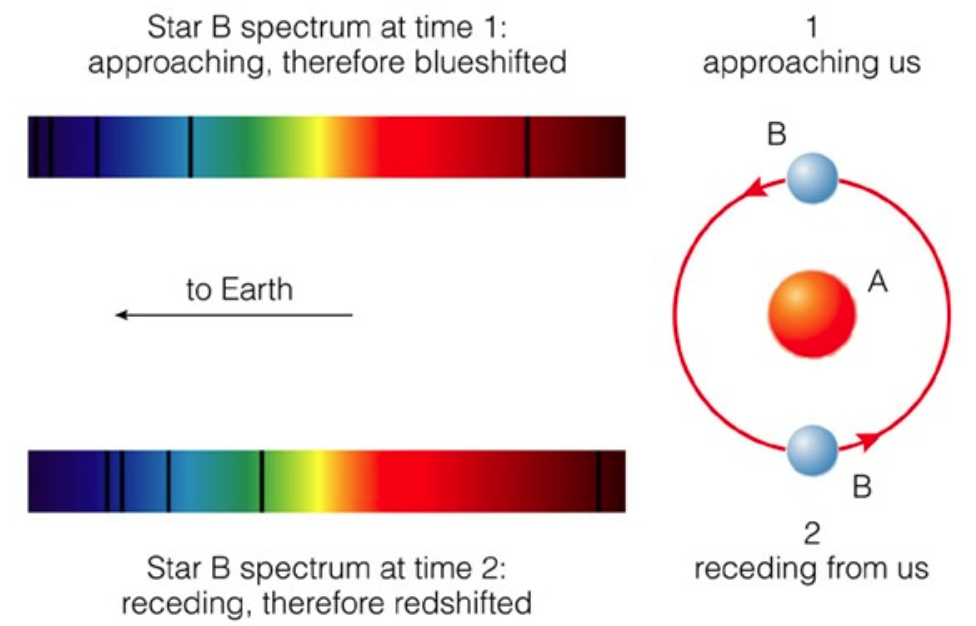 Star B spectrum at time 1:
approaching, therefore blueshifted
1
approaching us
B
to Earth
A
B
2
receding from us
Star B spectrum at time 2:
receding, therefore redshifted